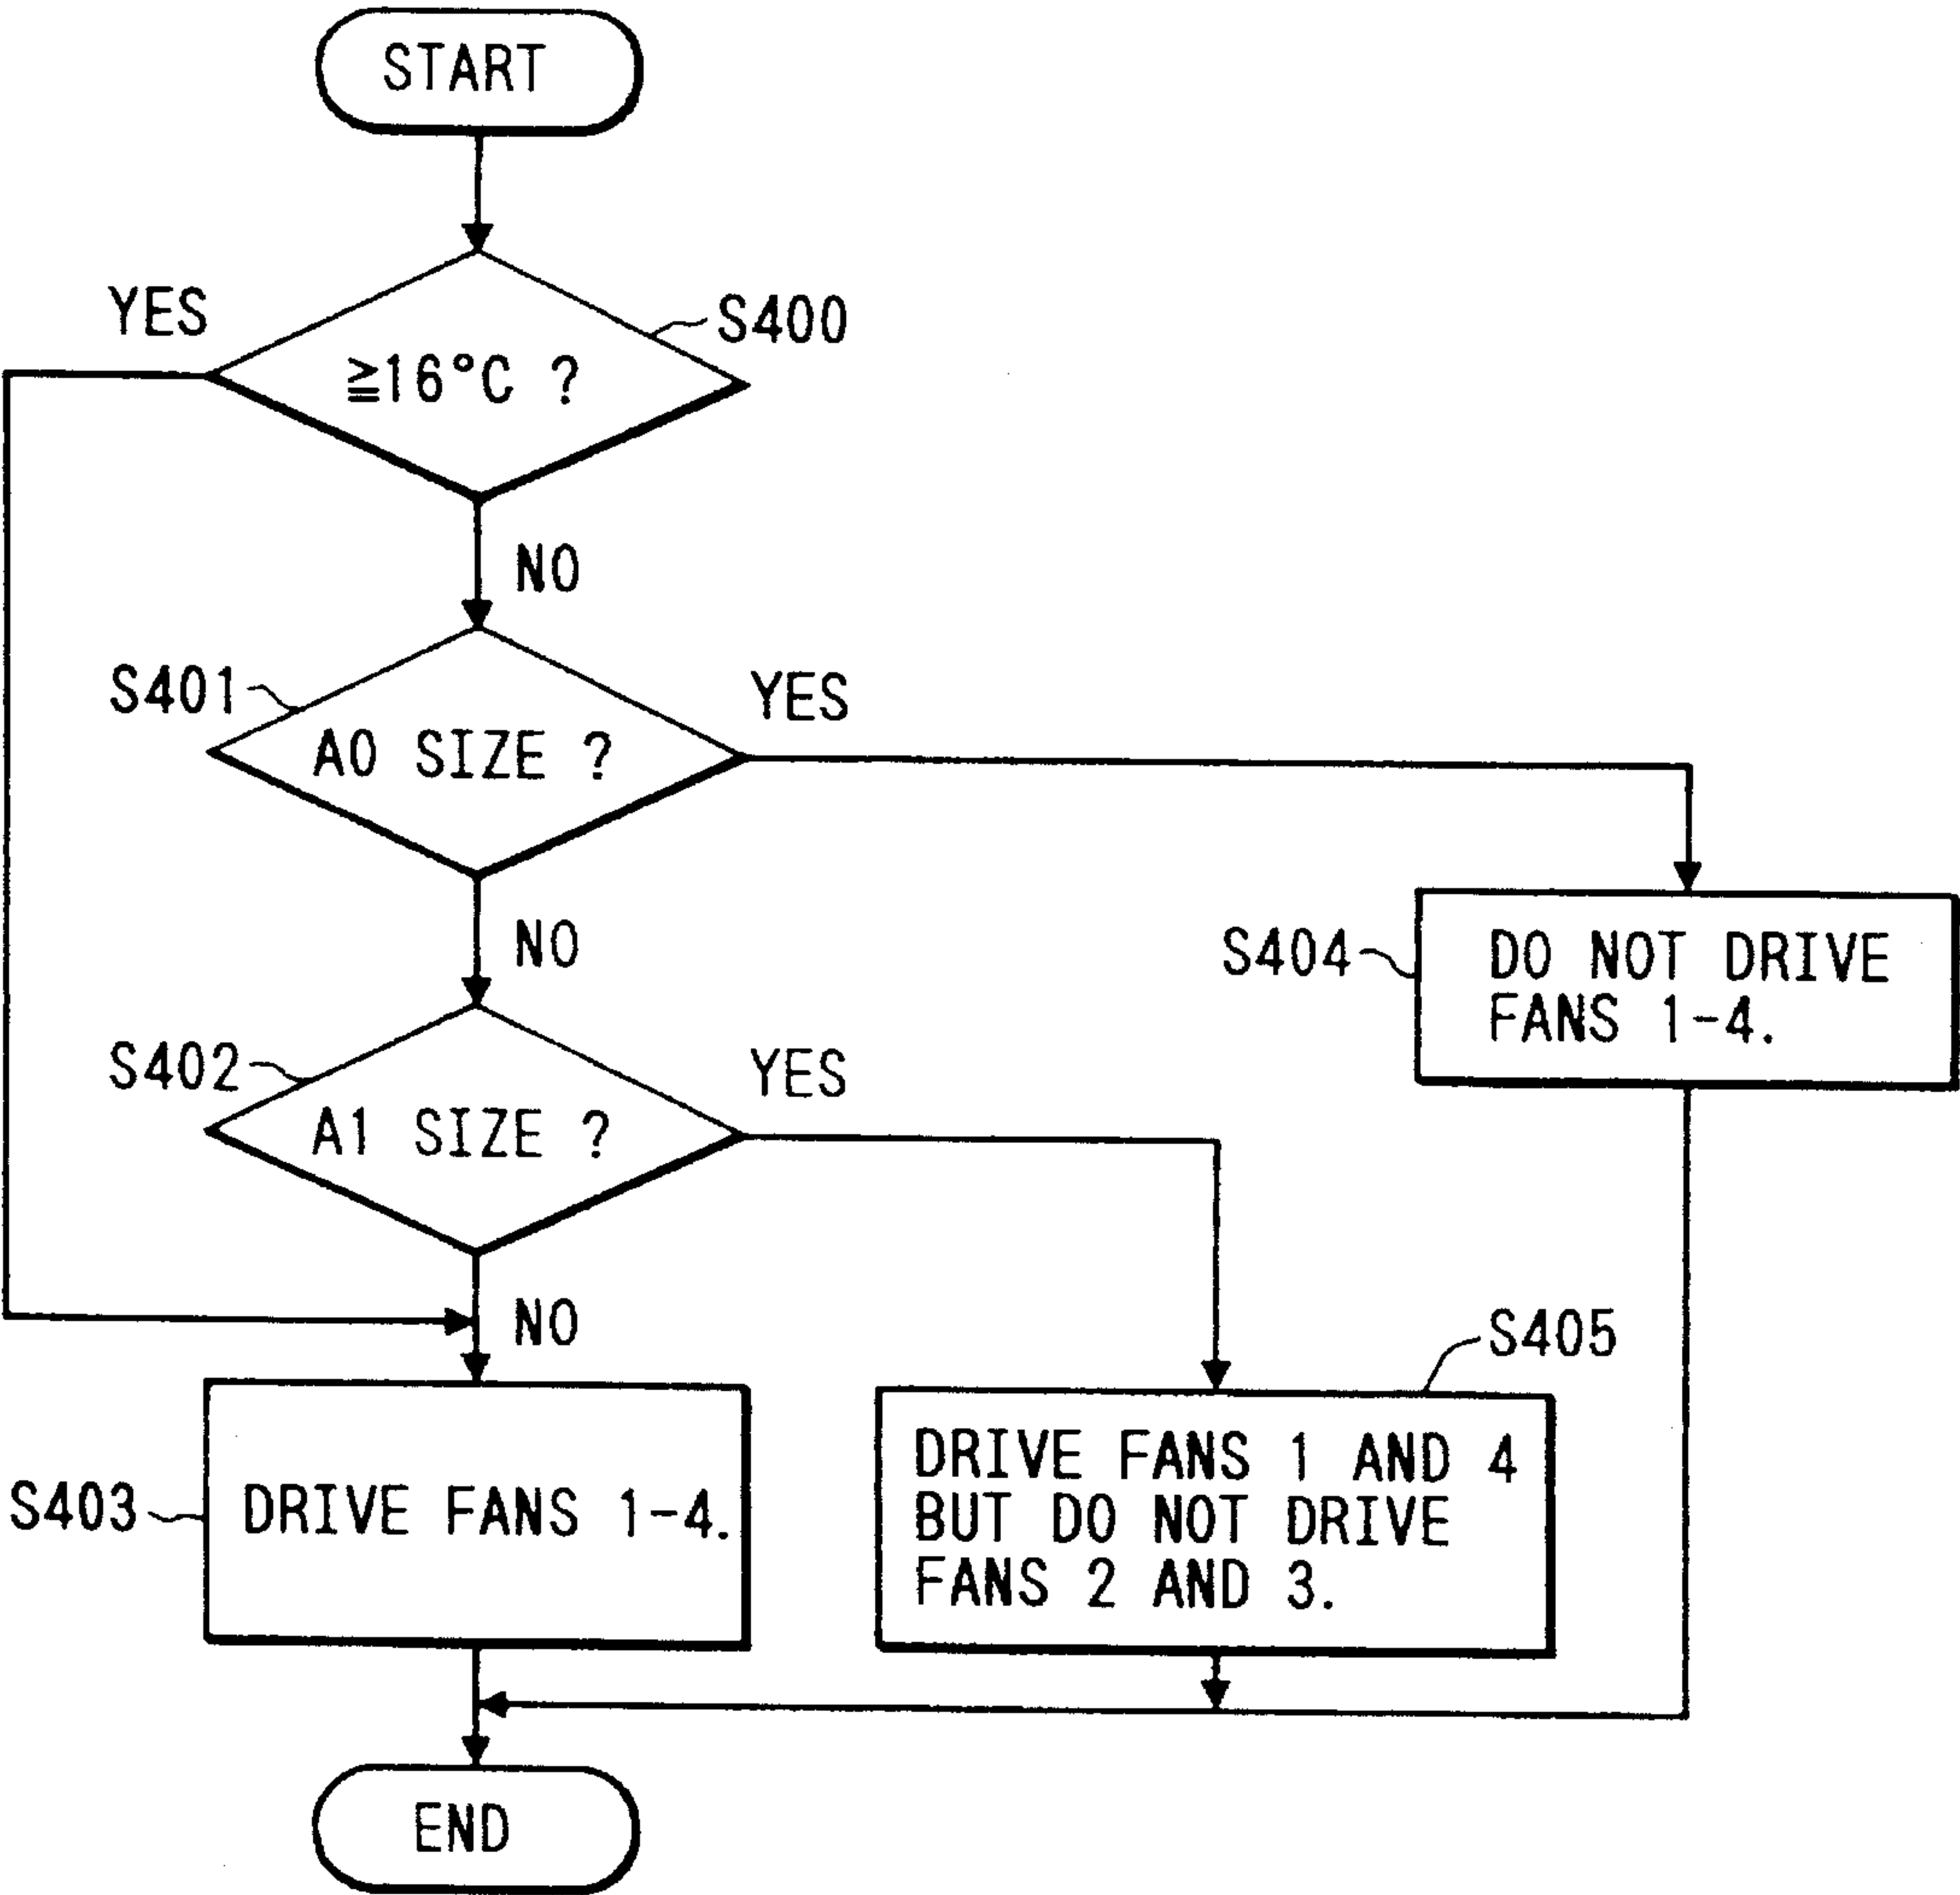 START
YES
S400
≧16°C ?
NO
S401
YES
A0 SIZE ?
NO
S404
DO NOT DRIVE
FANS 1-4.
S402
YES
A1 SIZE ?
NO
S405
S403
DRIVE FANS 1-4.
DRIVE FANS 1 AND 4
BUT DO NOT DRIVE
FANS 2 AND 3.
END